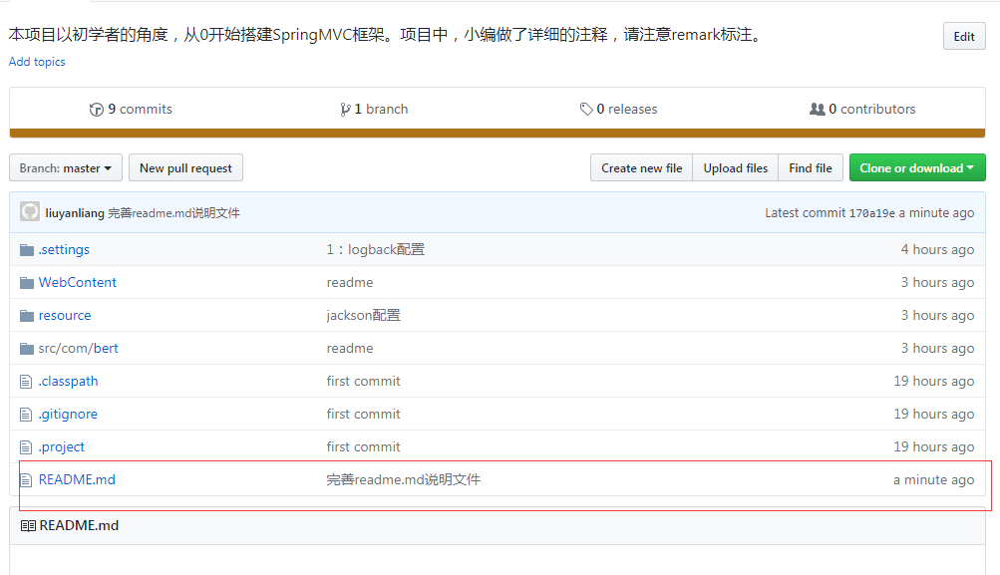 本项目以初学者的角度，从0开始搭建SpringMVC框架。项目中，小编做了详细的注释，请注意remark标注。 Edit
Add topics
9 commits 1 branch 0 releases 0 contributors
Branch: master New pull request Create new file Upload files Find file Clone or download
liuyanliang 完善readme.md说明文件 Latest commit 170a19e a minute ago
.settings 1：logback配置 4 hours ago
WebContent readme 3 hours ago
resource jackson配置 3 hours ago
src/com/bert readme 3 hours ago
.classpath first commit 19 hours ago
.gitignore first commit 19 hours ago
.project first commit 19 hours ago
README.md 完善readme.md说明文件 a minute ago
README.md